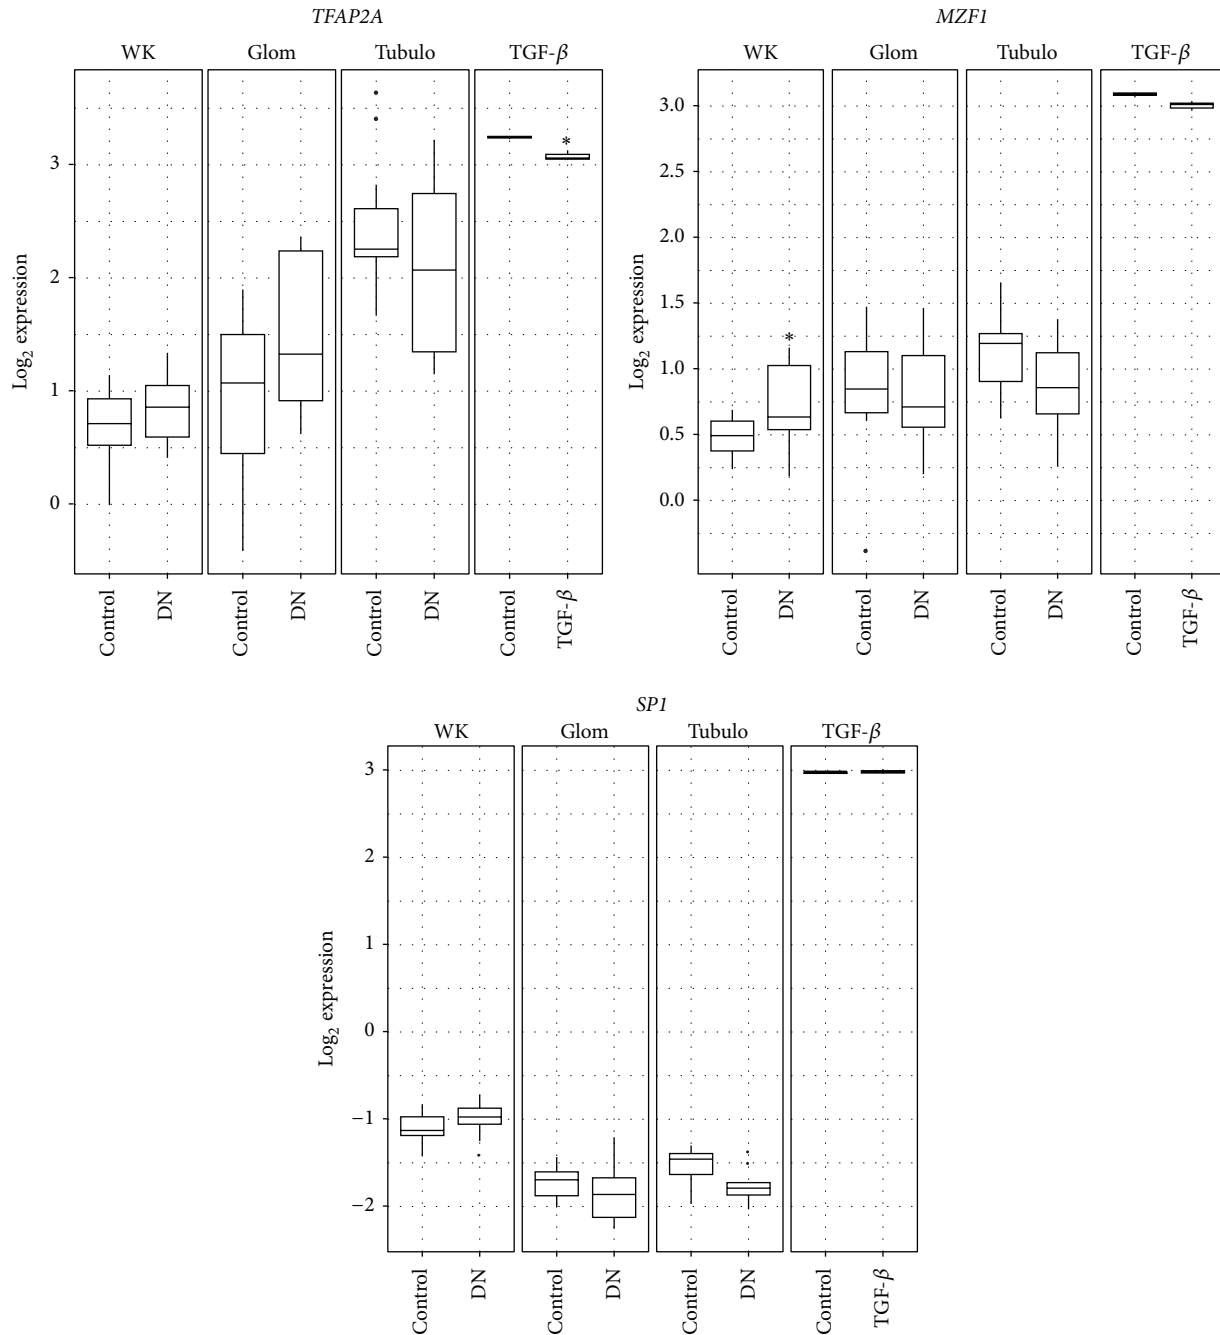 TFAP2A
WK Glom Tubulo TGF-β
Log₂ expression
3
2
1
0
*
Control DN Control DN Control DN Control TGF-β
MZF1
WK Glom Tubulo TGF-β
Log₂ expression
3.0
2.5
2.0
1.5
1.0
0.5
0.0
*
Control DN Control DN Control DN Control TGF-β
SP1
WK Glom Tubulo TGF-β
Log₂ expression
3
2
1
0
−1
−2
Control DN Control DN Control DN Control TGF-β